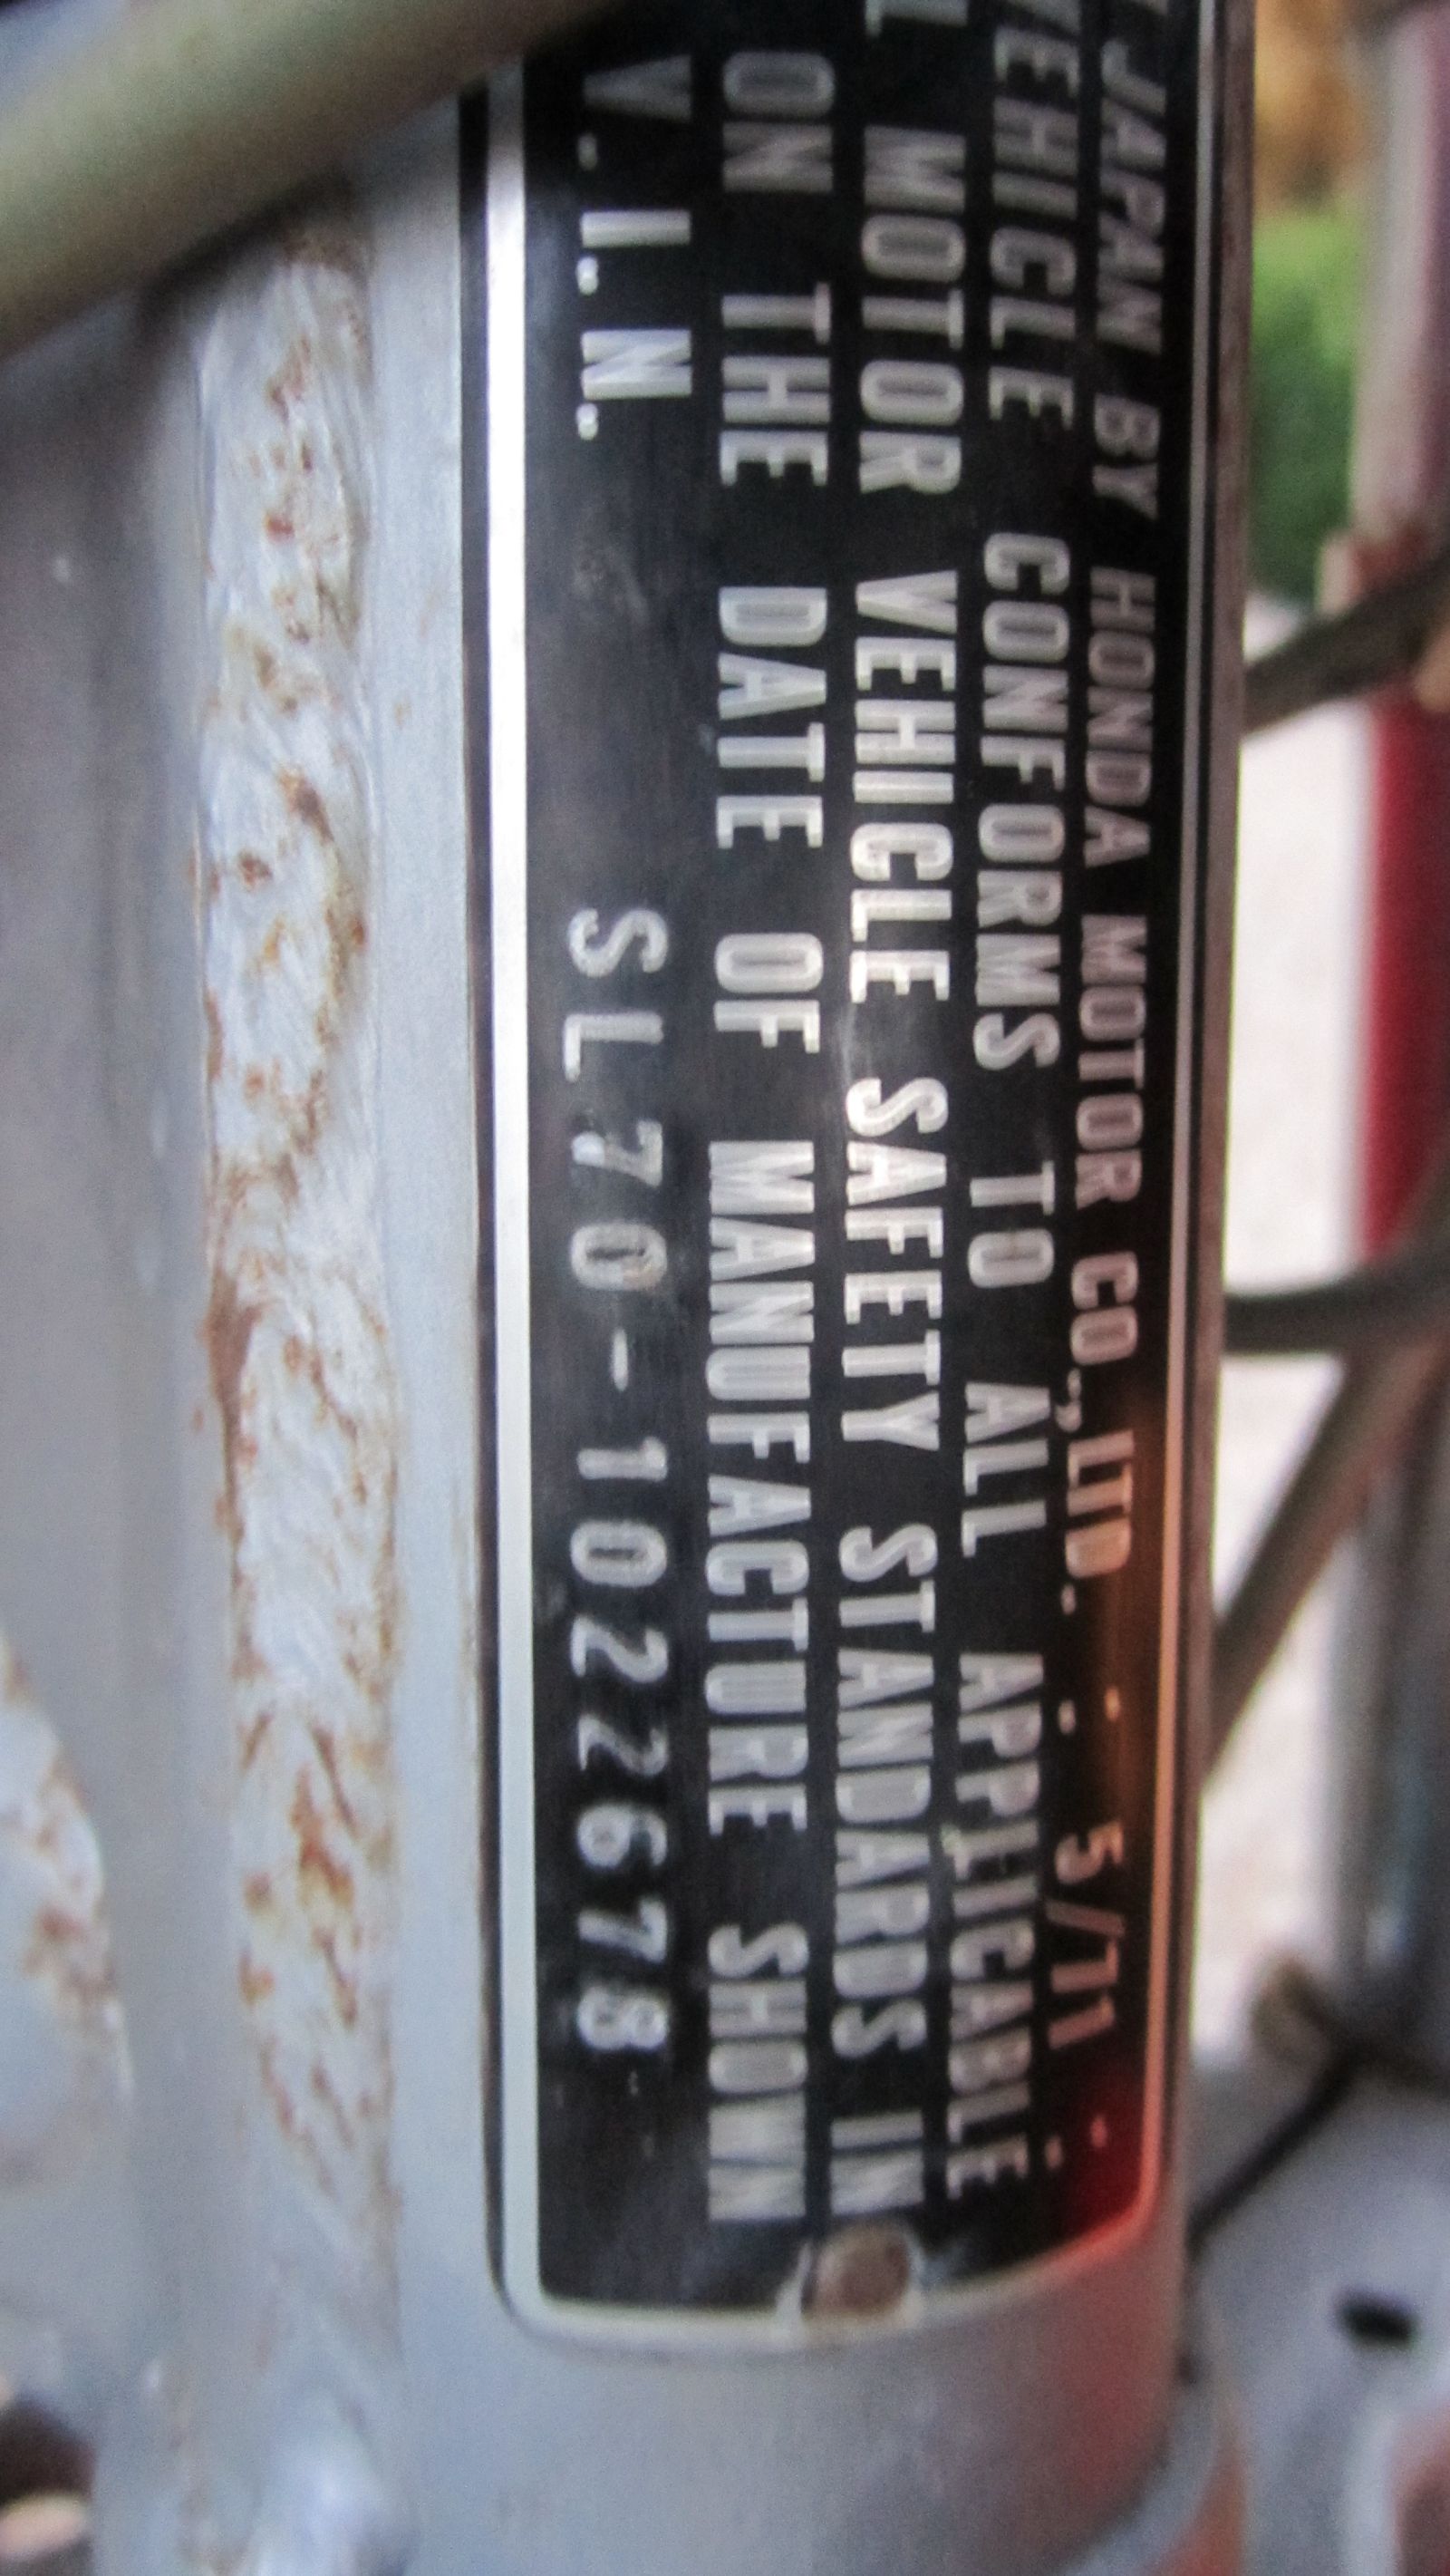 JAPAN BY HONDA MOTOR CO., LTD. 5/71
VEHICLE CONFORMS TO ALL APPLICABLE
MOTOR VEHICLE SAFETY STANDARDS IN
ON THE DATE OF MANUFACTURE SHOWN
V.I.N. SL70-1022678